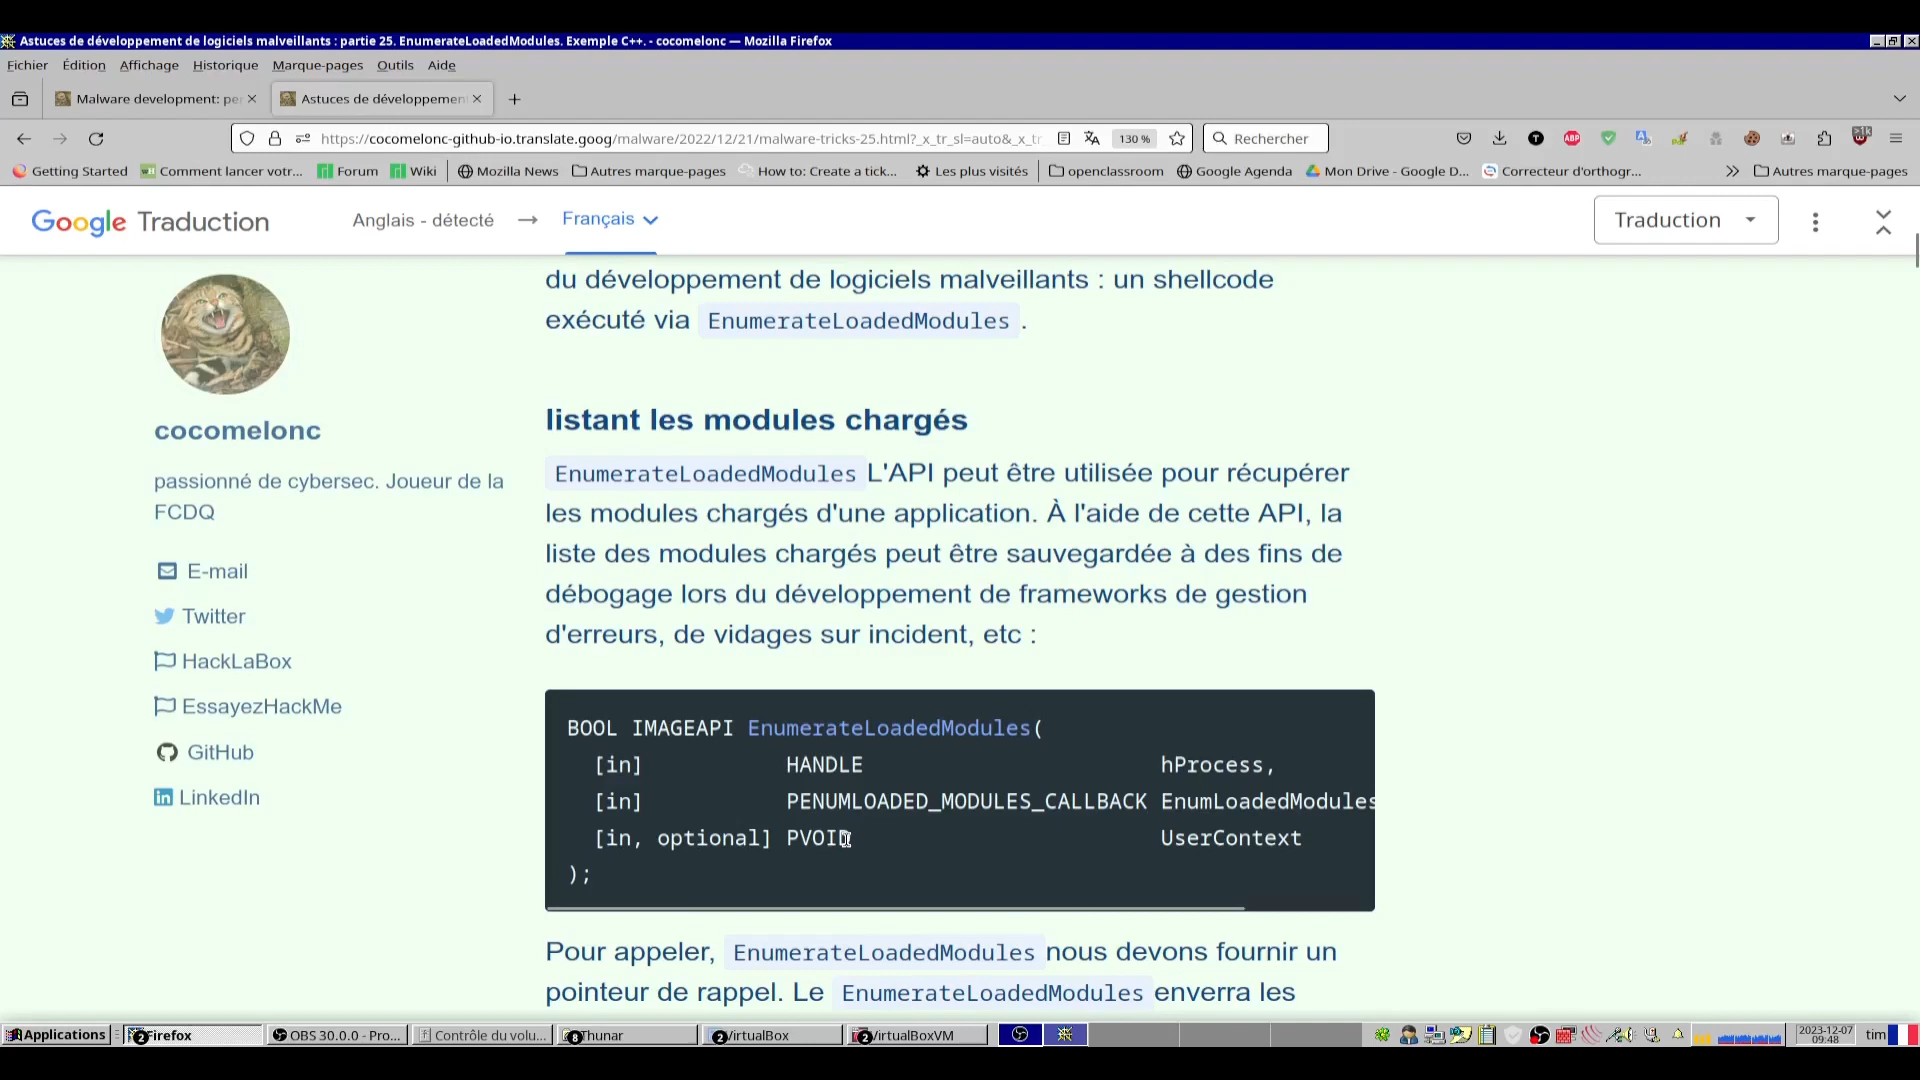 Astuces de développement de logiciels malveillants : partie 25. EnumerateLoadedModules. Exemple C++. - cocomelonc — Mozilla Firefox
Fichier Édition Affichage Historique Marque-pages Outils Aide
Malware development: pe
Astuces de développemen
https://cocomelonc-github-io.translate.goog/malware/2022/12/21/malware-tricks-25.html?_x_tr_sl=auto&_x_tr
130 %
Rechercher
Getting Started
Comment lancer votr...
Forum
Wiki
Mozilla News
Autres marque-pages
How to: Create a tick...
Les plus visités
openclassroom
Google Agenda
Mon Drive - Google D...
Correcteur d'orthogr...
Autres marque-pages
Google Traduction
Anglais - détecté → Français
Traduction
du développement de logiciels malveillants : un shellcode
exécuté via EnumerateLoadedModules .
cocomelonc
passionné de cybersec. Joueur de la
FCDQ
E-mail
Twitter
HackLaBox
EssayezHackMe
GitHub
LinkedIn
listant les modules chargés
EnumerateLoadedModules L'API peut être utilisée pour récupérer
les modules chargés d'une application. À l'aide de cette API, la
liste des modules chargés peut être sauvegardée à des fins de
débogage lors du développement de frameworks de gestion
d'erreurs, de vidages sur incident, etc :
BOOL IMAGEAPI EnumerateLoadedModules(
[in] HANDLE hProcess,
[in] PENUMLOADED_MODULES_CALLBACK EnumLoadedModules
[in, optional] PVOID UserContext
);
Pour appeler, EnumerateLoadedModules nous devons fournir un
pointeur de rappel. Le EnumerateLoadedModules enverra les
Applications
2 Firefox
OBS 30.0.0 - Pro...
Contrôle du volu...
8 Thunar
2 VirtualBox
2 VirtualBoxVM
2023-12-07
09:48
tim